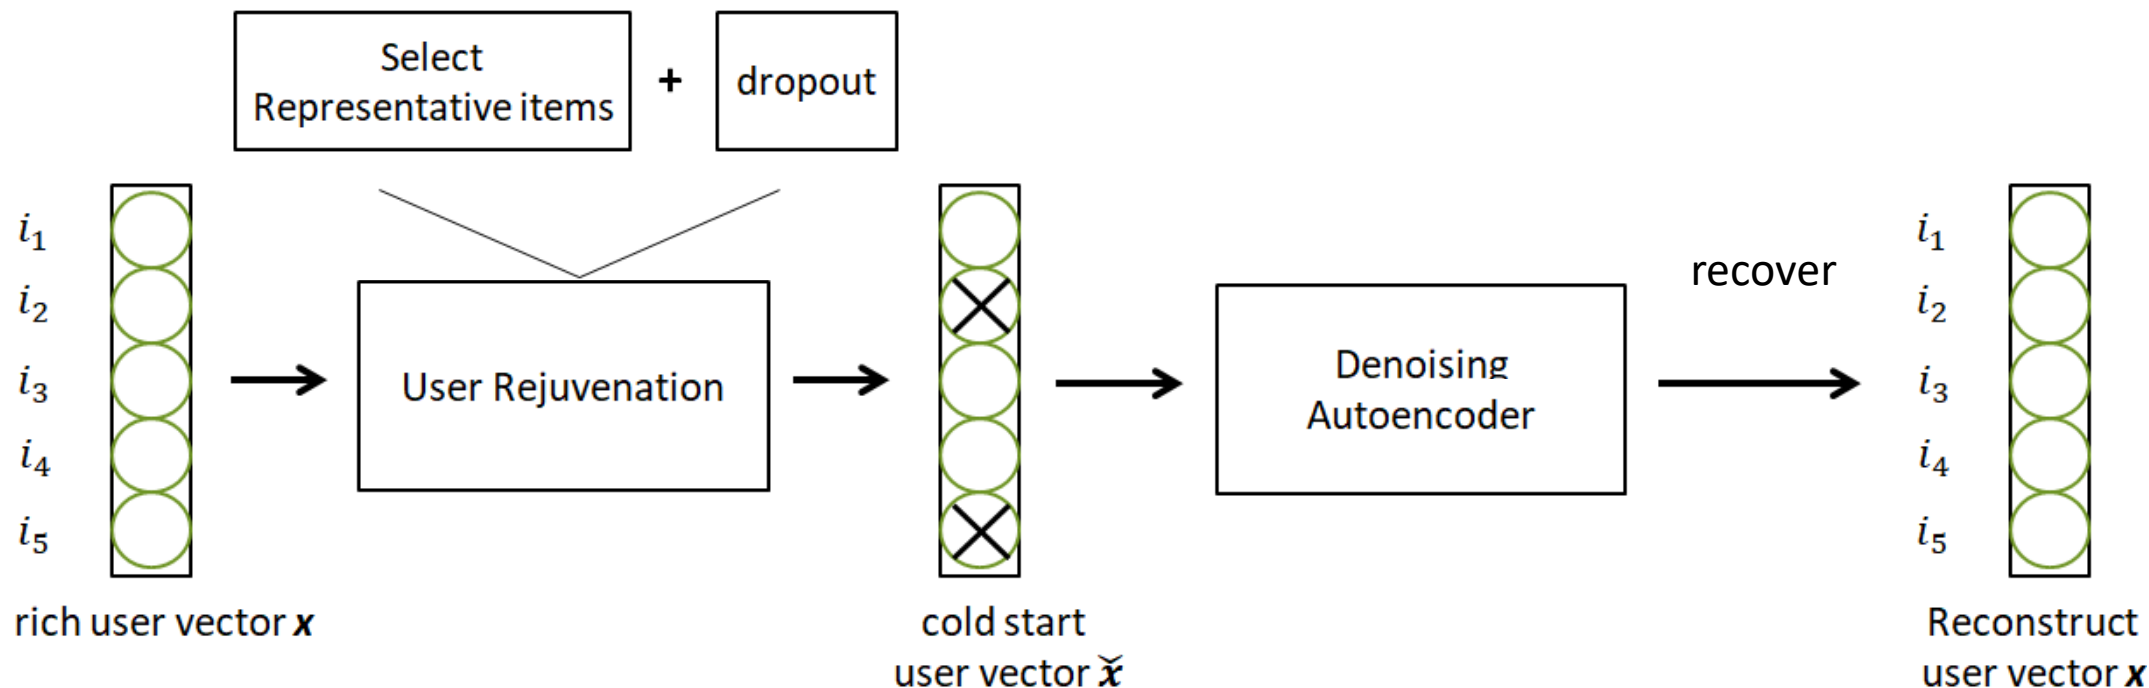 Select
Representative items
+
dropout
i₁
i₂
i₃
i₄
i₅
rich user vector x
User Rejuvenation
cold start
user vector x̌
Denoising
Autoencoder
recover
i₁
i₂
i₃
i₄
i₅
Reconstruct
user vector x